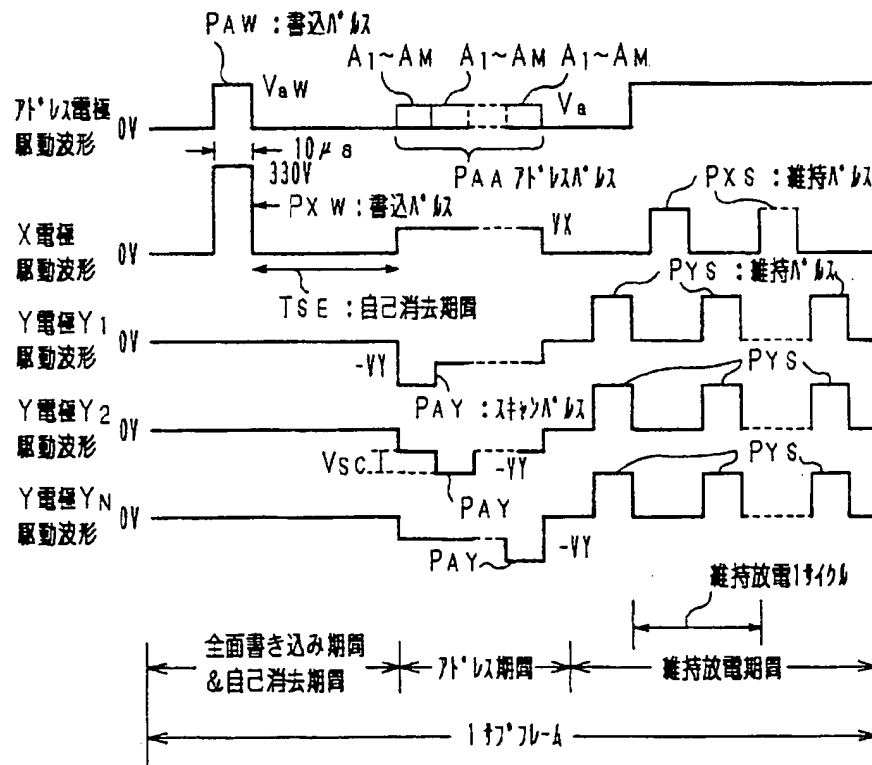 PAW：書込パルス
A1~AM A1~AM A1~AM
VaW
Va
アドレス電極
駆動波形
0V
10μs
PAA アドレスパルス
330V
PXW：書込パルス
PXS：維持パルス
X電極
駆動波形
0V
VX
TSE：自己消去期間
PYS：維持パルス
Y電極Y1
駆動波形
0V
-VY
PAY：スキャンパルス
PYS
Y電極Y2
駆動波形
0V
VSC
-VY
PAY
PYS
Y電極YN
駆動波形
0V
PAY
-VY
維持放電1サイクル
全面書き込み期間
&自己消去期間
アドレス期間
維持放電期間
1サブフレーム